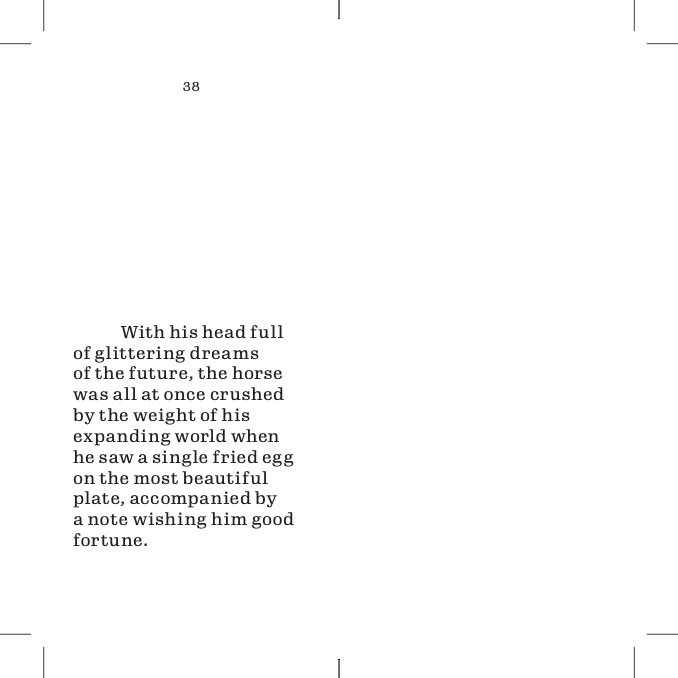 38
With his head full
of glittering dreams
of the future, the horse
was all at once crushed
by the weight of his
expanding world when
he saw a single fried egg
on the most beautiful
plate, accompanied by
a note wishing him good
fortune.